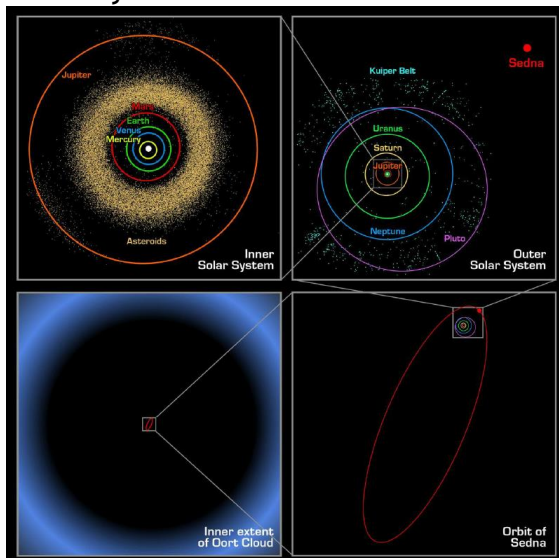 Jupiter
Mars
Earth
Venus
Mercury
Asteroids
Inner
Solar System
Sedna
Kuiper Belt
Uranus
Saturn
Jupiter
Neptune
Pluto
Outer
Solar System
Inner extent
of Oort Cloud
Orbit of
Sedna